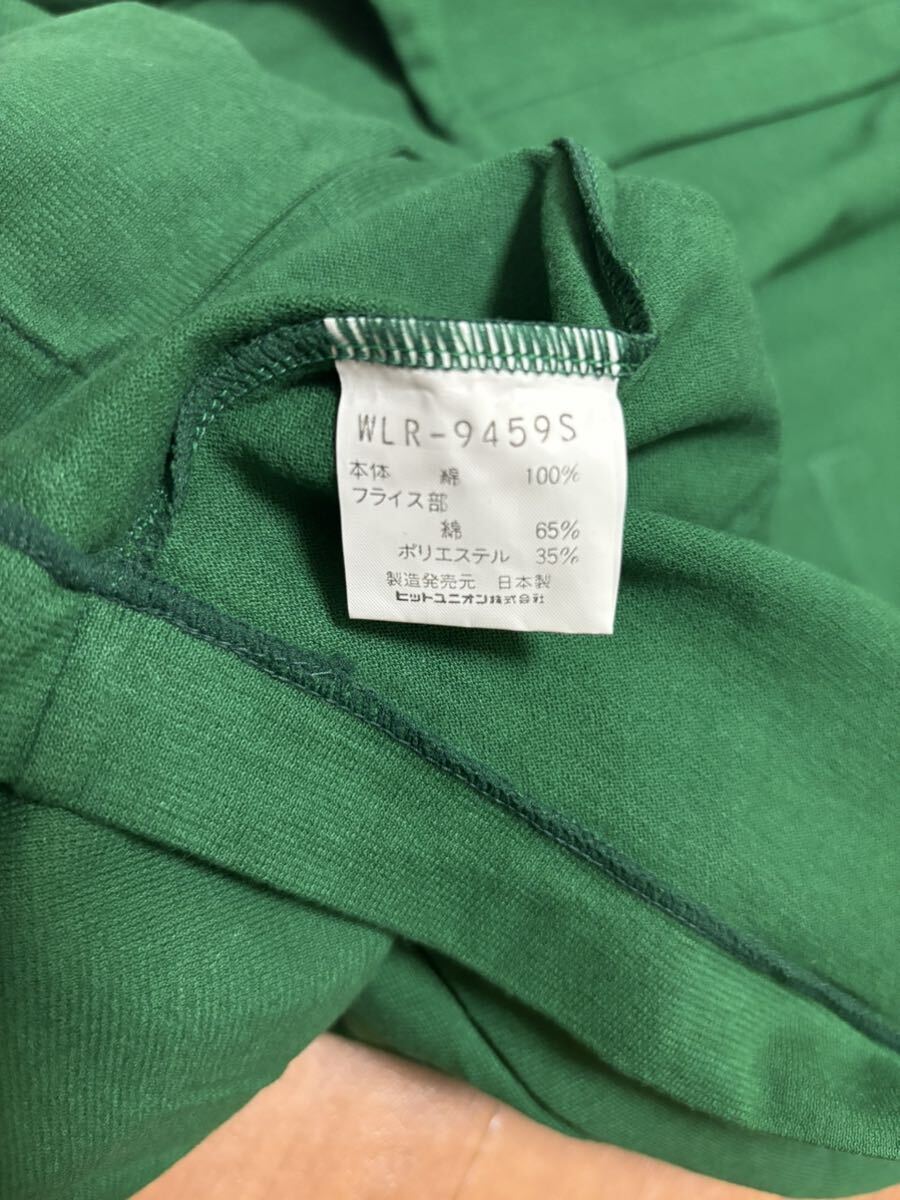 WLR-9459S
本体 綿 100%
フライス部
綿 65%
ポリエステル 35%
製造発売元 日本製
ヒットユニオン株式会社